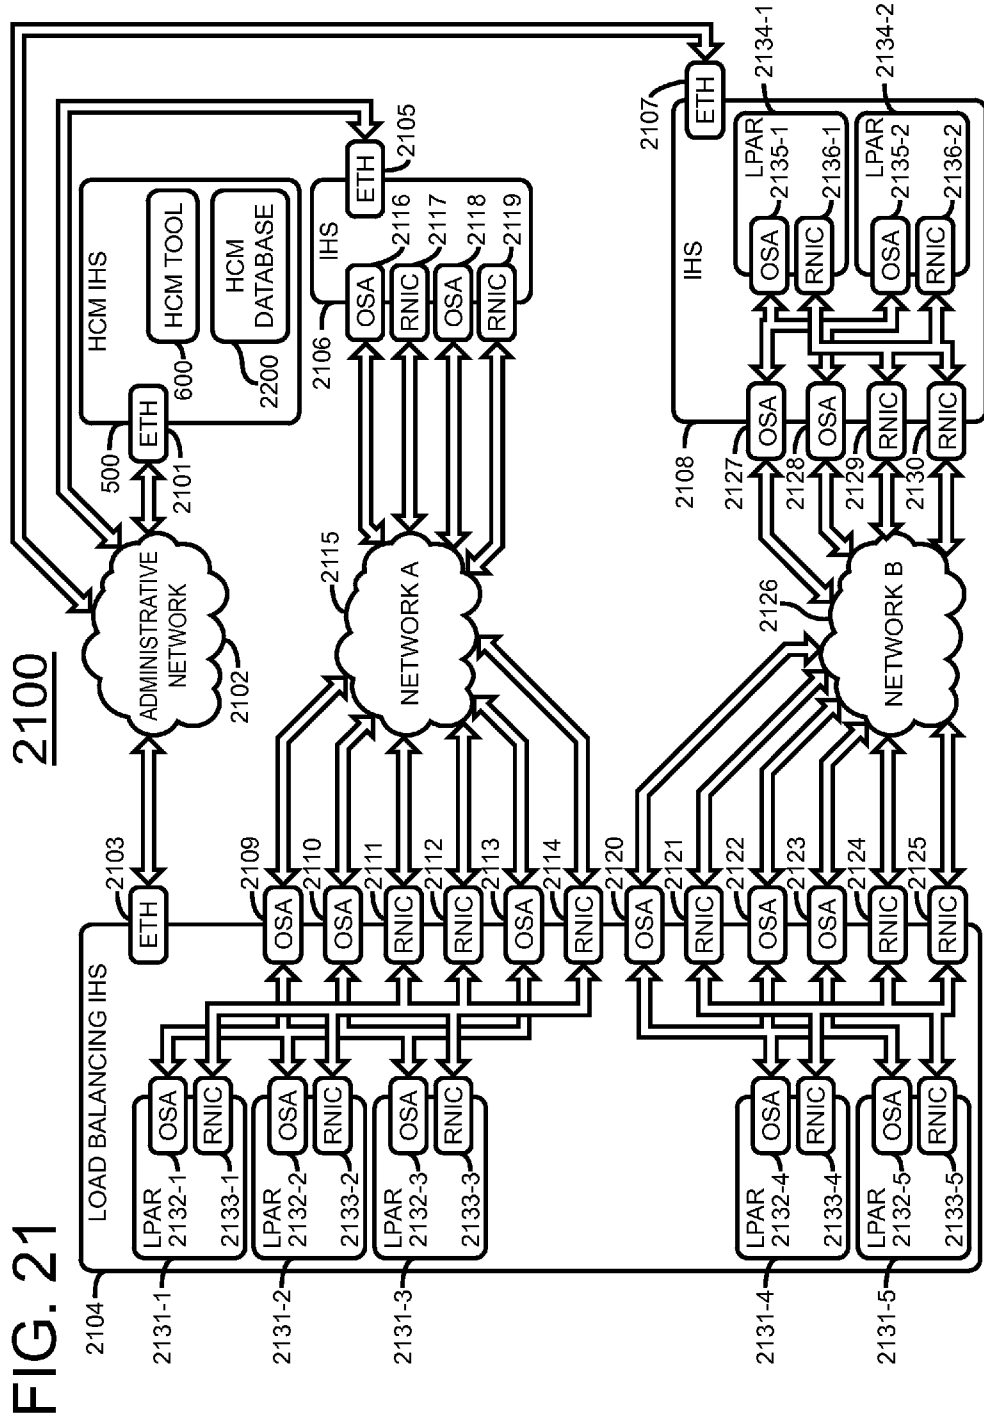 FIG. 21
2100
LOAD BALANCING IHS
2104
ETH
2103
LPAR
2132-1
2133-1
2131-1
OSA
RNIC
LPAR
2132-2
2133-2
2131-2
OSA
RNIC
LPAR
2132-3
2133-3
2131-3
OSA
RNIC
LPAR
2132-4
2133-4
2131-4
OSA
RNIC
LPAR
2132-5
2133-5
2131-5
OSA
RNIC
OSA
2109
OSA
2110
RNIC
2111
RNIC
2112
OSA
2113
RNIC
2114
OSA
2120
RNIC
2121
OSA
2122
OSA
2123
RNIC
2124
RNIC
2125
ADMINISTRATIVE
NETWORK
2102
NETWORK A
2115
NETWORK B
2126
HCM IHS
500
ETH
2101
HCM TOOL
600
HCM
DATABASE
2200
IHS
2106
ETH
2105
OSA
2116
RNIC
2117
OSA
2118
RNIC
2119
IHS
2108
ETH
2107
OSA
2127
OSA
2128
RNIC
2129
RNIC
2130
LPAR
2135-1
2136-1
2134-1
OSA
RNIC
LPAR
2135-2
2136-2
2134-2
OSA
RNIC